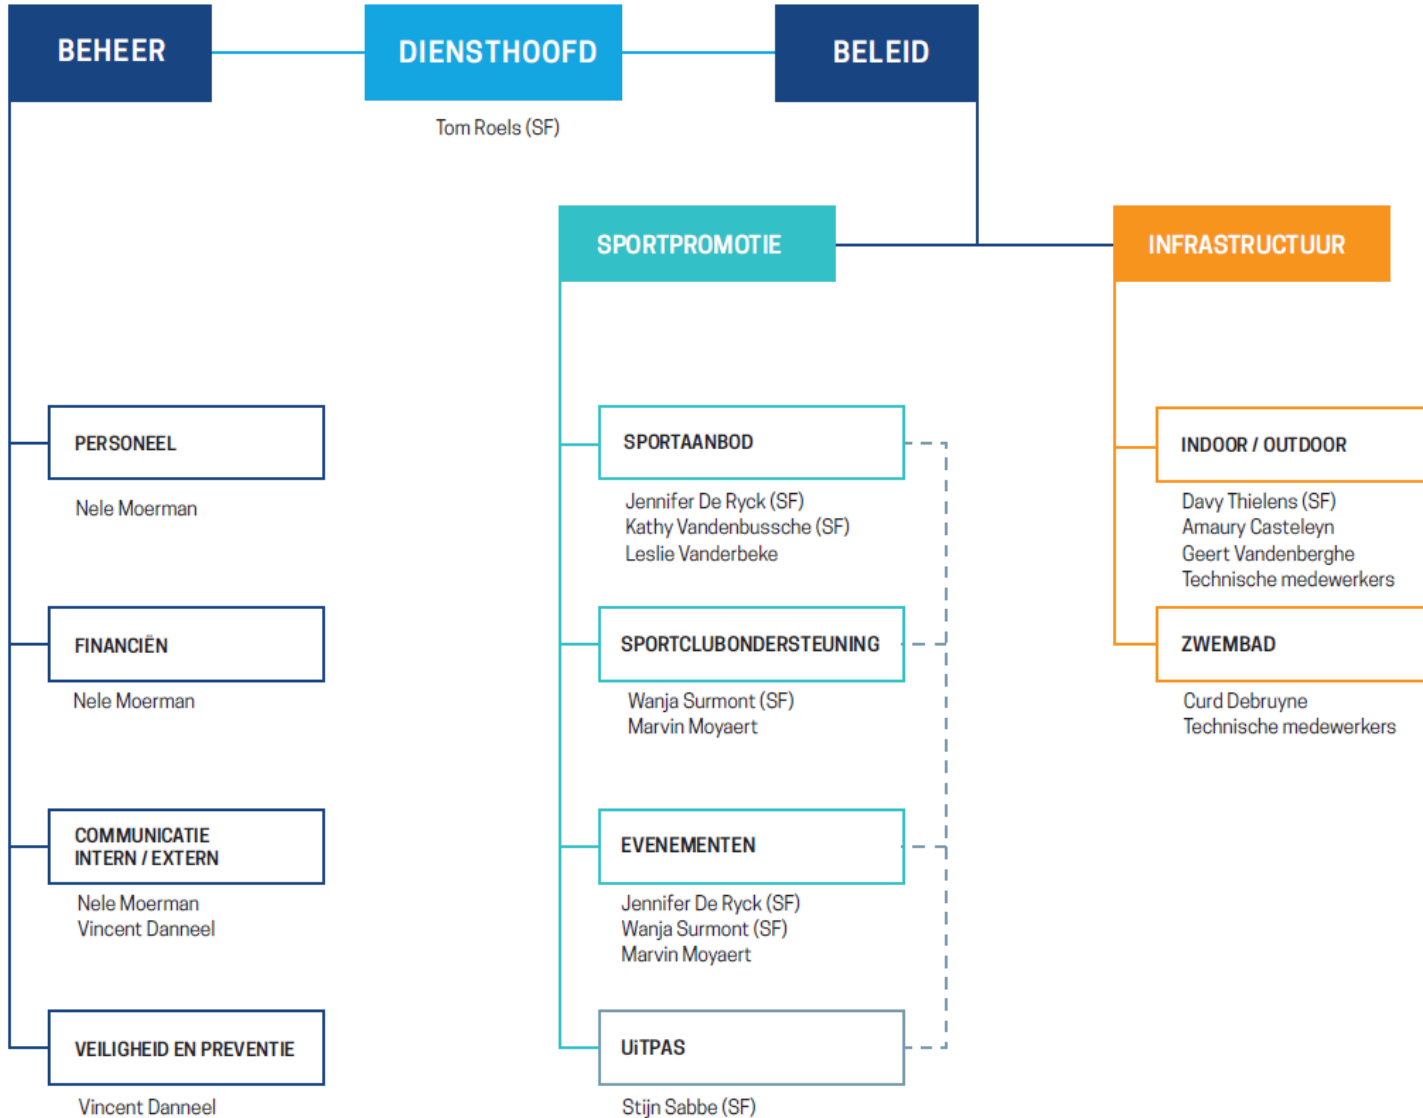 BEHEER
DIENSTHOOFD
BELEID
Tom Roels (SF)
SPORTPROMOTIE
INFRASTRUCTUUR
PERSONEEL
Nele Moerman
FINANCIËN
Nele Moerman
COMMUNICATIE
INTERN / EXTERN
Nele Moerman
Vincent Danneel
VEILIGHEID EN PREVENTIE
Vincent Danneel
SPORTAANBOD
Jennifer De Ryck (SF)
Kathy Vandenbussche (SF)
Leslie Vanderbeke
SPORTCLUBONDERSTEUNING
Wanja Surmont (SF)
Marvin Moyaert
EVENEMENTEN
Jennifer De Ryck (SF)
Wanja Surmont (SF)
Marvin Moyaert
UiTPAS
Stijn Sabbe (SF)
INDOOR / OUTDOOR
Davy Thielens (SF)
Amaury Casteleyn
Geert Vandenberghe
Technische medewerkers
ZWEMBAD
Curd Debruyne
Technische medewerkers